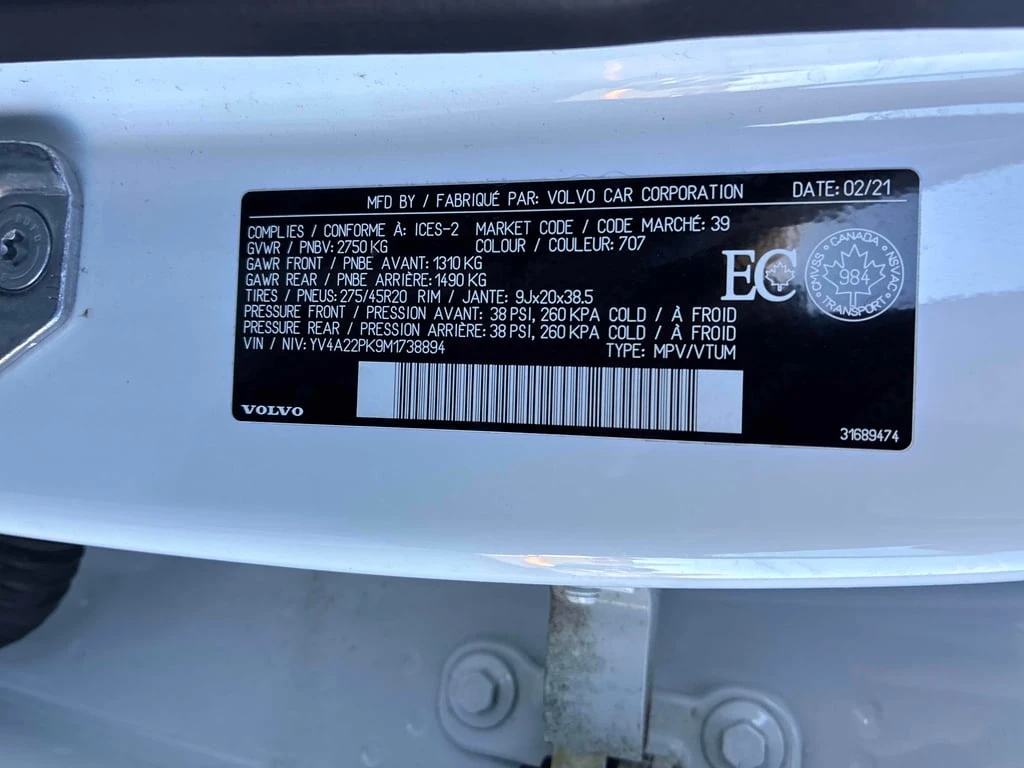 MFD BY / FABRIQUÉ PAR: VOLVO CAR CORPORATION DATE: 02/21
COMPLIES / CONFORME À: ICES-2 MARKET CODE / CODE MARCHÉ: 39
GVWR / PNBV: 2750 KG COLOUR / COULEUR: 707
GAWR FRONT / PNBE AVANT: 1310 KG
GAWR REAR / PNBE ARRIÈRE: 1490 KG
TIRES / PNEUS: 275/45R20 RIM / JANTE: 9Jx20x38.5
PRESSURE FRONT / PRESSION AVANT: 38 PSI, 260 KPA COLD / À FROID
PRESSURE REAR / PRESSION ARRIÈRE: 38 PSI, 260 KPA COLD / À FROID
VIN / NIV: YV4A22PK9M1738894 TYPE: MPV/VTUM
EC
CANADA
CMVSS 984 NSVAC
TRANSPORT
VOLVO
31689474